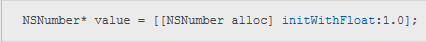 NSNumber* value = [[NSNumber alloc] initWithFloat:1.0];